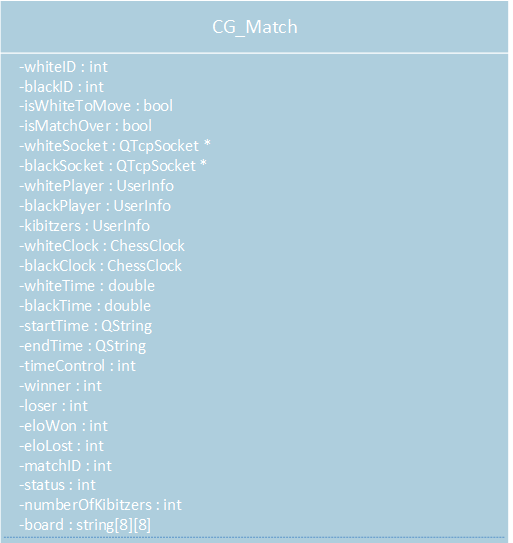 CG_Match
-whiteID : int
-blackID : int
-isWhiteToMove : bool
-isMatchOver : bool
-whiteSocket : QTcpSocket *
-blackSocket : QTcpSocket *
-whitePlayer : UserInfo
-blackPlayer : UserInfo
-kibitzers : UserInfo
-whiteClock : ChessClock
-blackClock : ChessClock
-whiteTime : double
-blackTime : double
-startTime : QString
-endTime : QString
-timeControl : int
-winner : int
-loser : int
-eloWon : int
-eloLost : int
-matchID : int
-status : int
-numberOfKibitzers : int
-board : string[8][8]